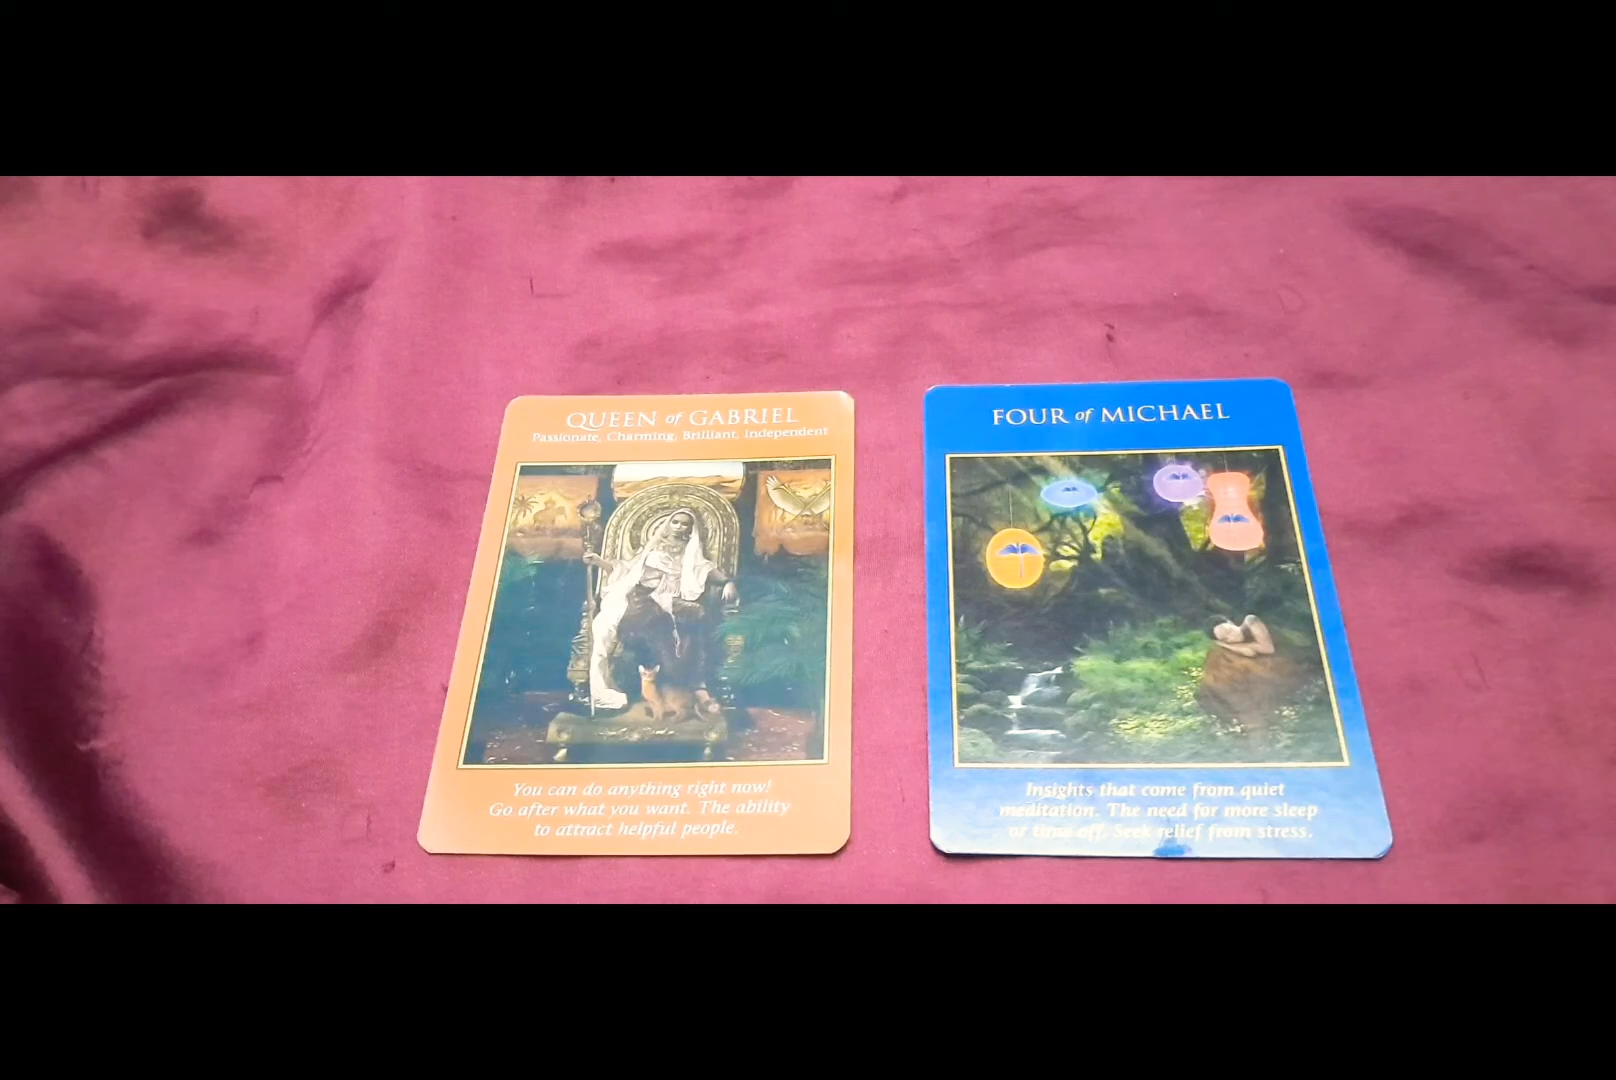 QUEEN of GABRIEL
Passionate, Charming, Brilliant, Independent
You can do anything right now!
Go after what you want. The ability
to attract helpful people.
FOUR of MICHAEL
Insights that come from quiet
meditation. The need for more sleep
or time off. Seek relief from stress.